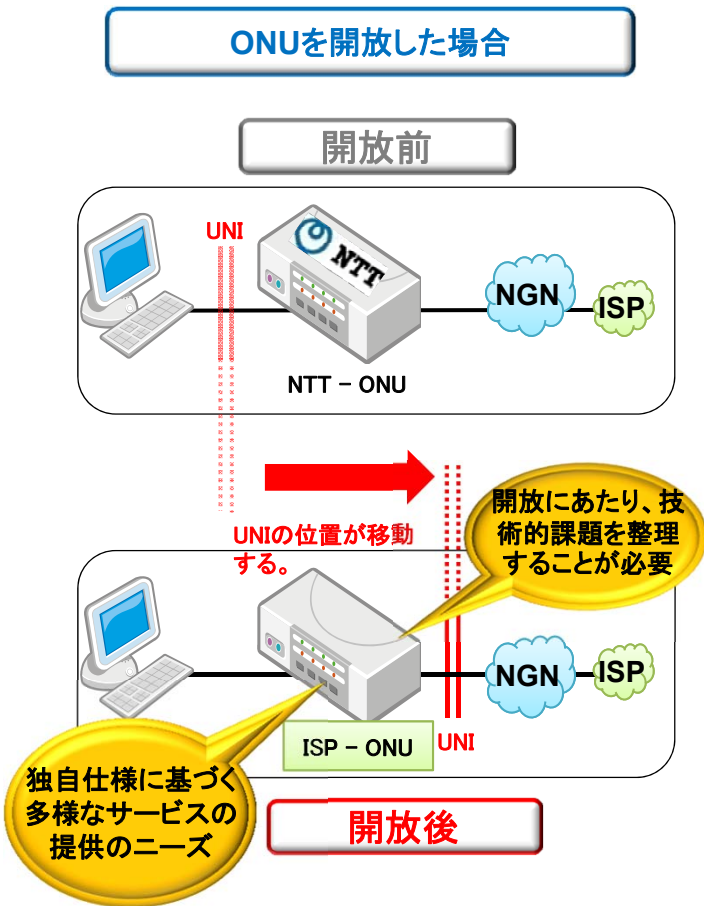 ONUを開放した場合
開放前
UNI
NTT
NGN
ISP
NTT － ONU
UNIの位置が移動
する。
開放にあたり、技
術的課題を整理
することが必要
NGN
ISP
ISP － ONU
UNI
独自仕様に基づく
多様なサービスの
提供のニーズ
開放後